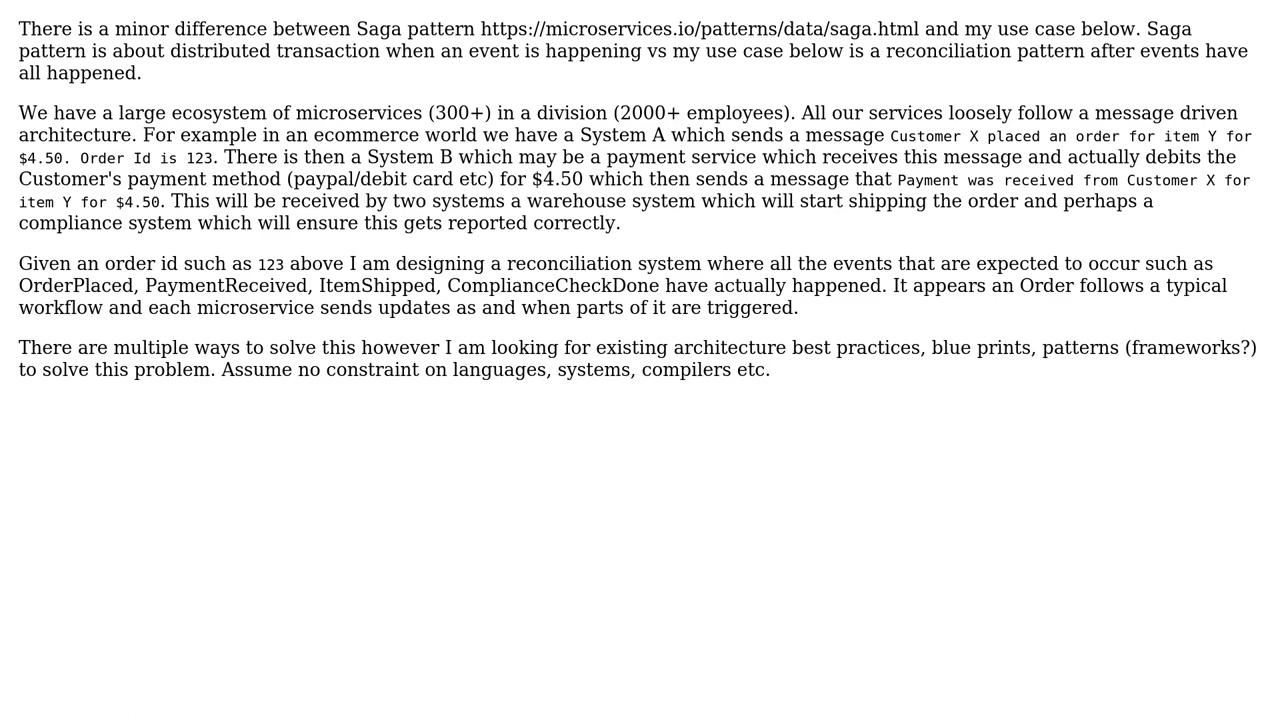 There is a minor difference between Saga pattern https://microservices.io/patterns/data/saga.html and my use case below. Saga
pattern is about distributed transaction when an event is happening vs my use case below is a reconciliation pattern after events have
all happened.
We have a large ecosystem of microservices (300+) in a division (2000+ employees). All our services loosely follow a message driven
architecture. For example in an ecommerce world we have a System A which sends a message Customer X placed an order for item Y for
$4.50. Order Id is 123. There is then a System B which may be a payment service which receives this message and actually debits the
Customer's payment method (paypal/debit card etc) for $4.50 which then sends a message that Payment was received from Customer X for
item Y for $4.50. This will be received by two systems a warehouse system which will start shipping the order and perhaps a
compliance system which will ensure this gets reported correctly.
Given an order id such as 123 above I am designing a reconciliation system where all the events that are expected to occur such as
OrderPlaced, PaymentReceived, ItemShipped, ComplianceCheckDone have actually happened. It appears an Order follows a typical
workflow and each microservice sends updates as and when parts of it are triggered.
There are multiple ways to solve this however I am looking for existing architecture best practices, blue prints, patterns (frameworks?)
to solve this problem. Assume no constraint on languages, systems, compilers etc.